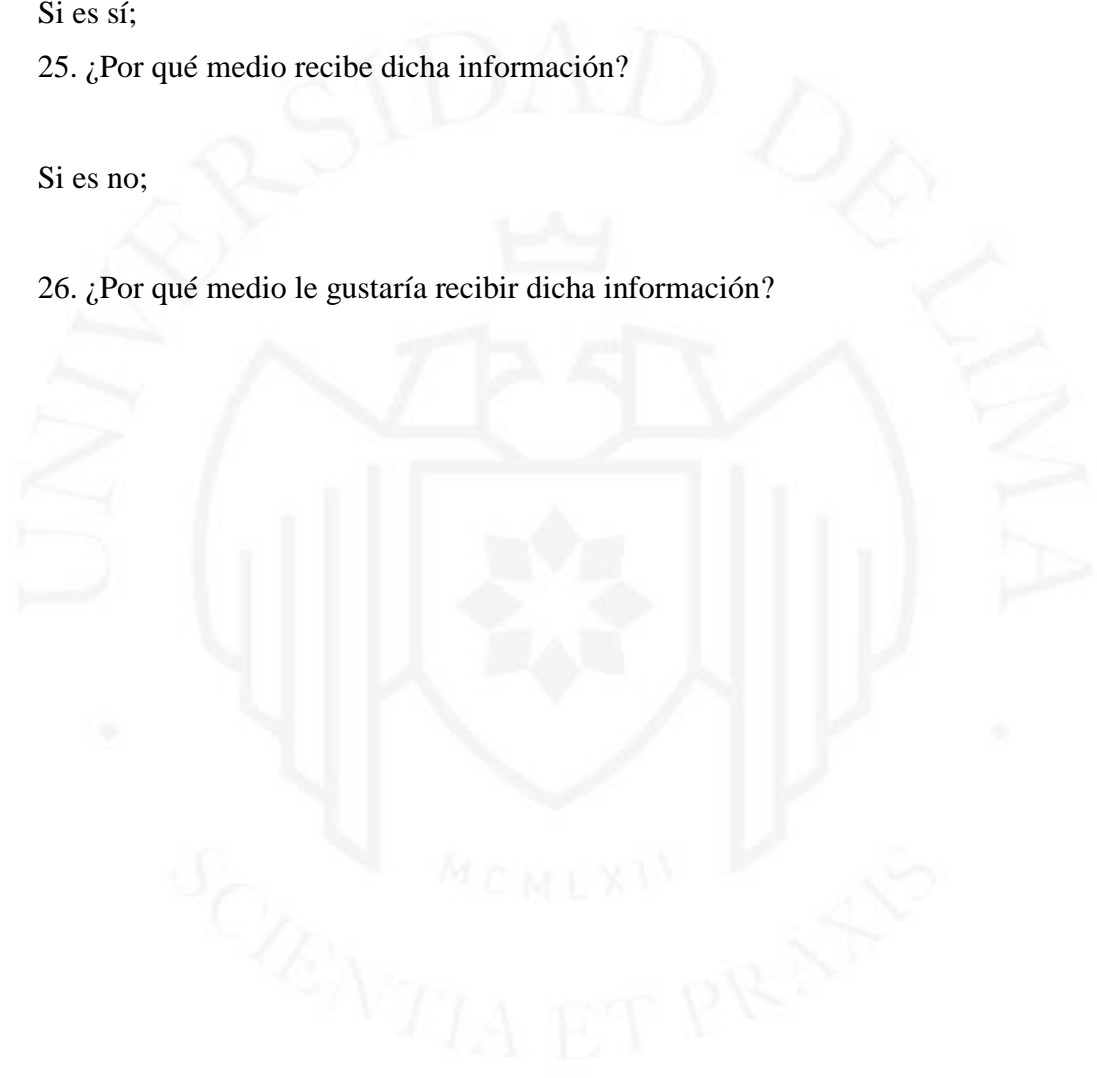 Si es sí;
25. ¿Por qué medio recibe dicha información?
Si es no;
26. ¿Por qué medio le gustaría recibir dicha información?
UNIVERSIDAD DE LIMA
MCMLXII
SCIENTIA ET PRAXIS